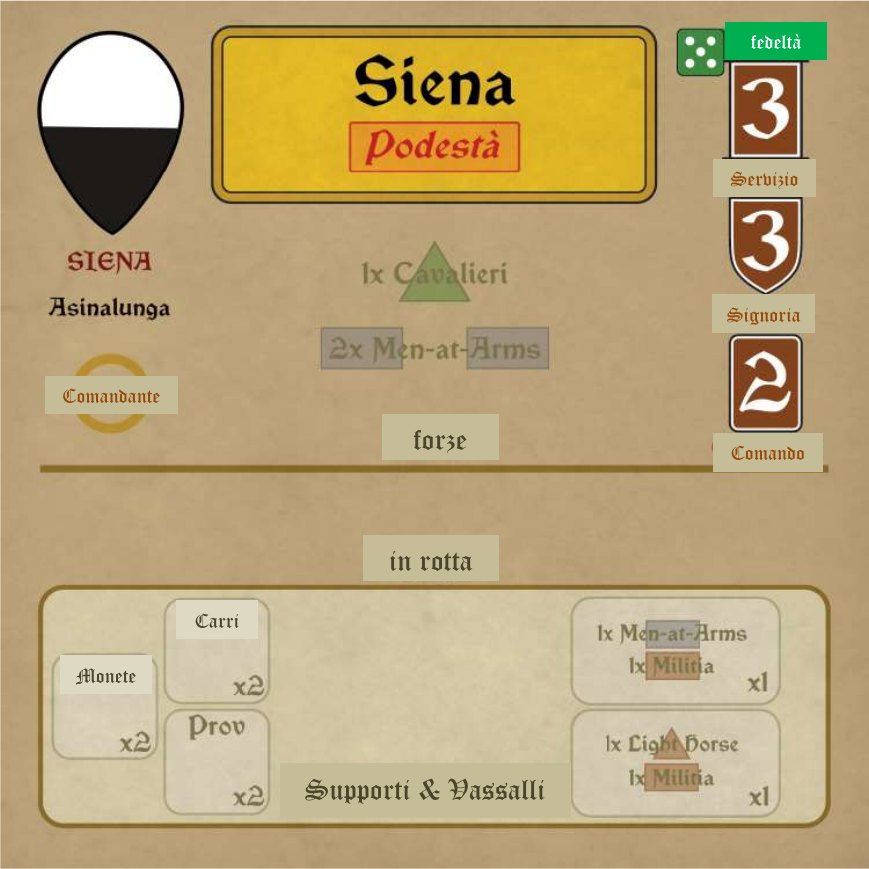 Siena
Podestà
fedeltà
3
Servizio
3
Signoria
2
Comando
SIENA
Asinalunga
Comandante
1x Cavalieri
2x Men-at-Arms
forze
in rotta
Monete
x2
Carri
x2
Prov
x2
Supporti & Vassalli
1x Men-at-Arms
1x Militia
x1
1x Light Horse
1x Militia
x1